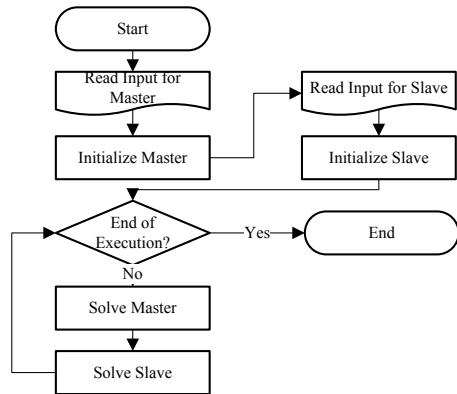 Start
Read Input for
Master
Read Input for Slave
Initialize Master
Initialize Slave
End of
Execution?
Yes
End
No
Solve Master
Solve Slave